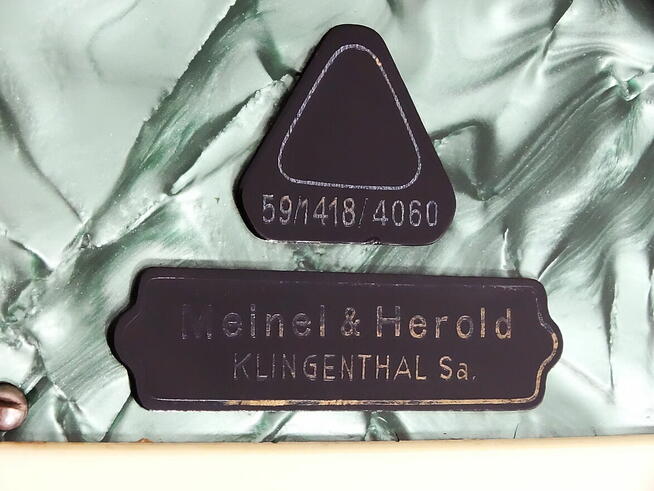 59/1418/4060
Meinel & Herold
KLINGENTHAL Sa.